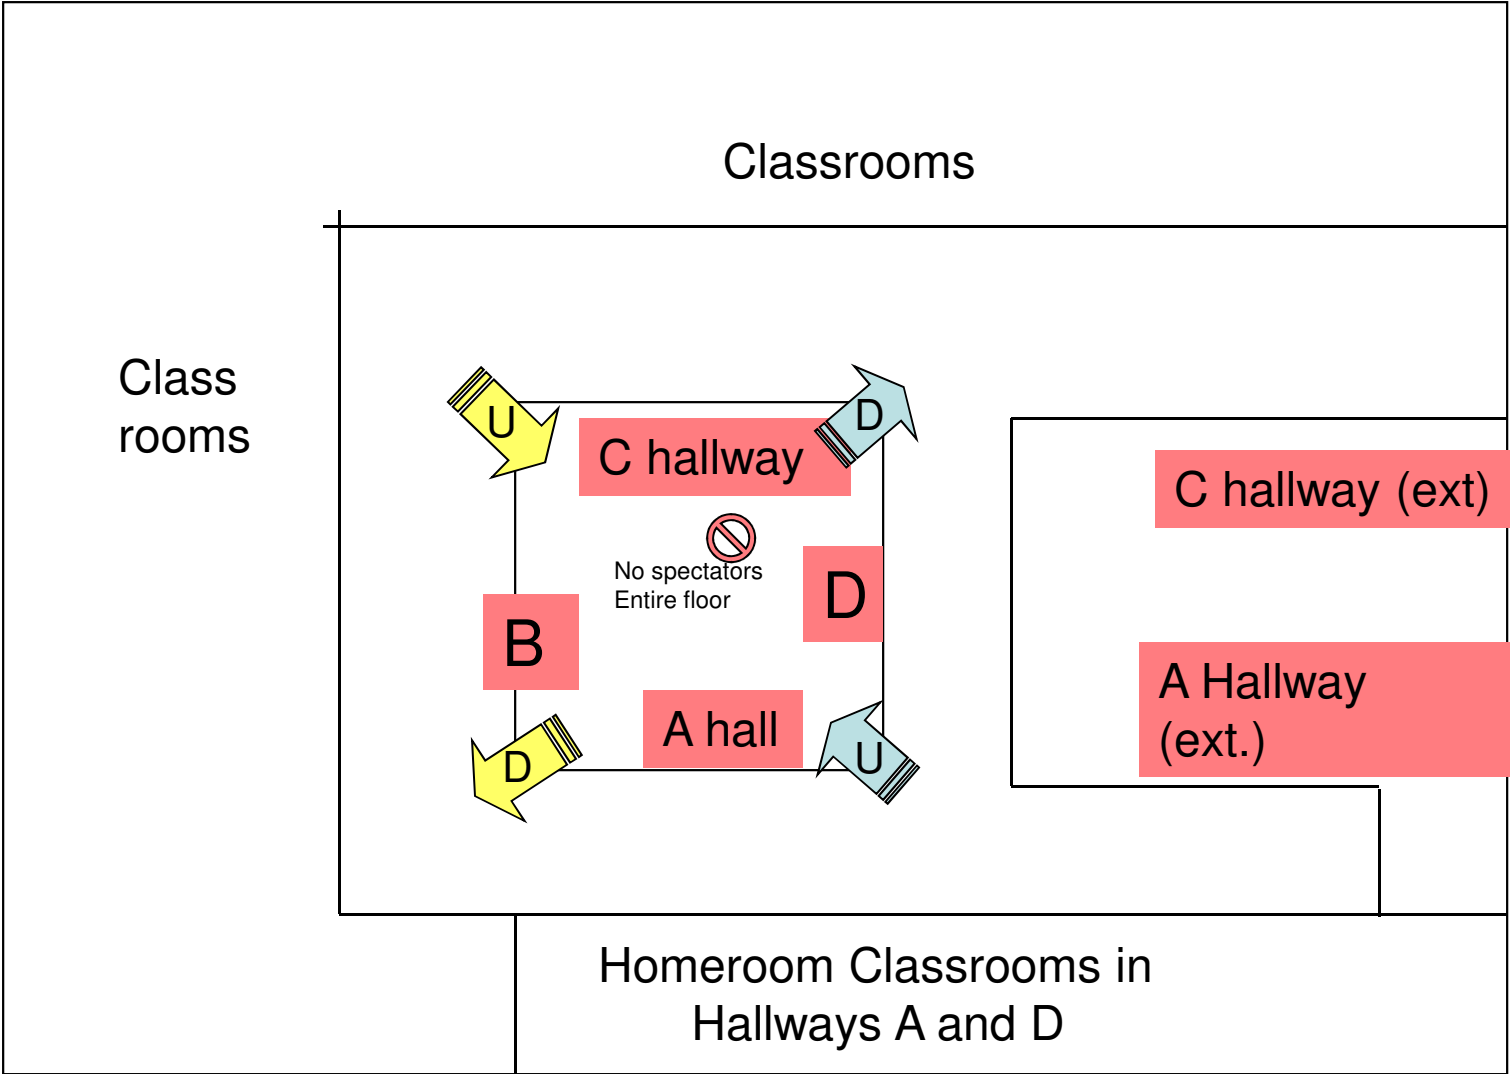 Classrooms
Class
rooms
U
D
C hallway
C hallway (ext)
No spectators
Entire floor
D
B
A Hallway
(ext.)
A hall
D
U
Homeroom Classrooms in
Hallways A and D